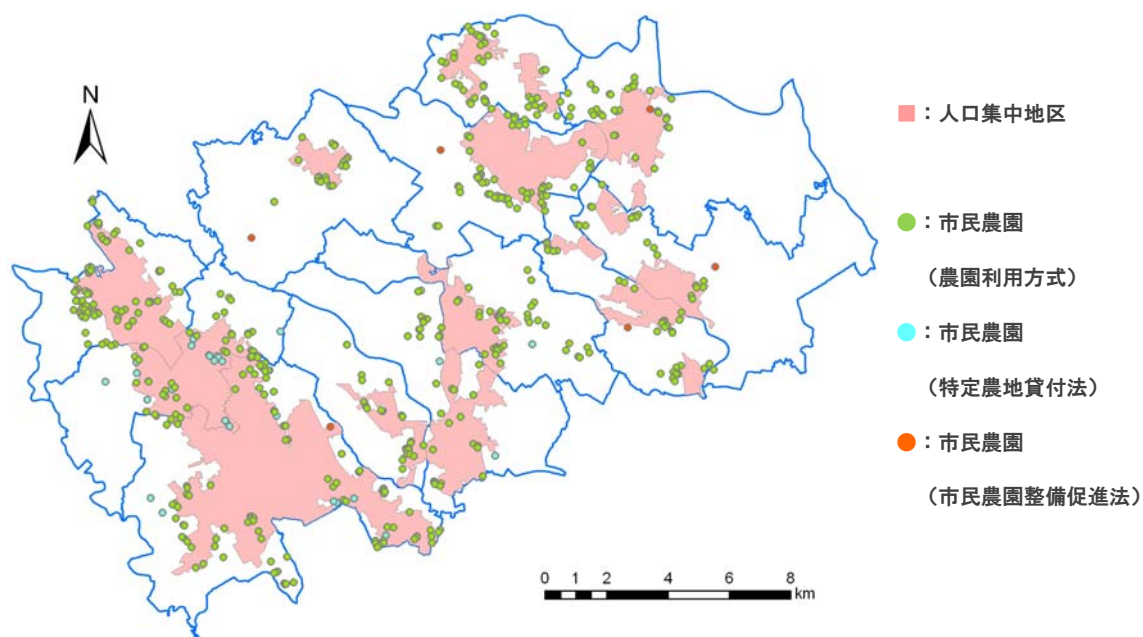 N
：人口集中地区
：市民農園
（農園利用方式）
：市民農園
（特定農地貸付法）
：市民農園
（市民農園整備促進法）
0 1 2 4 6 8
km